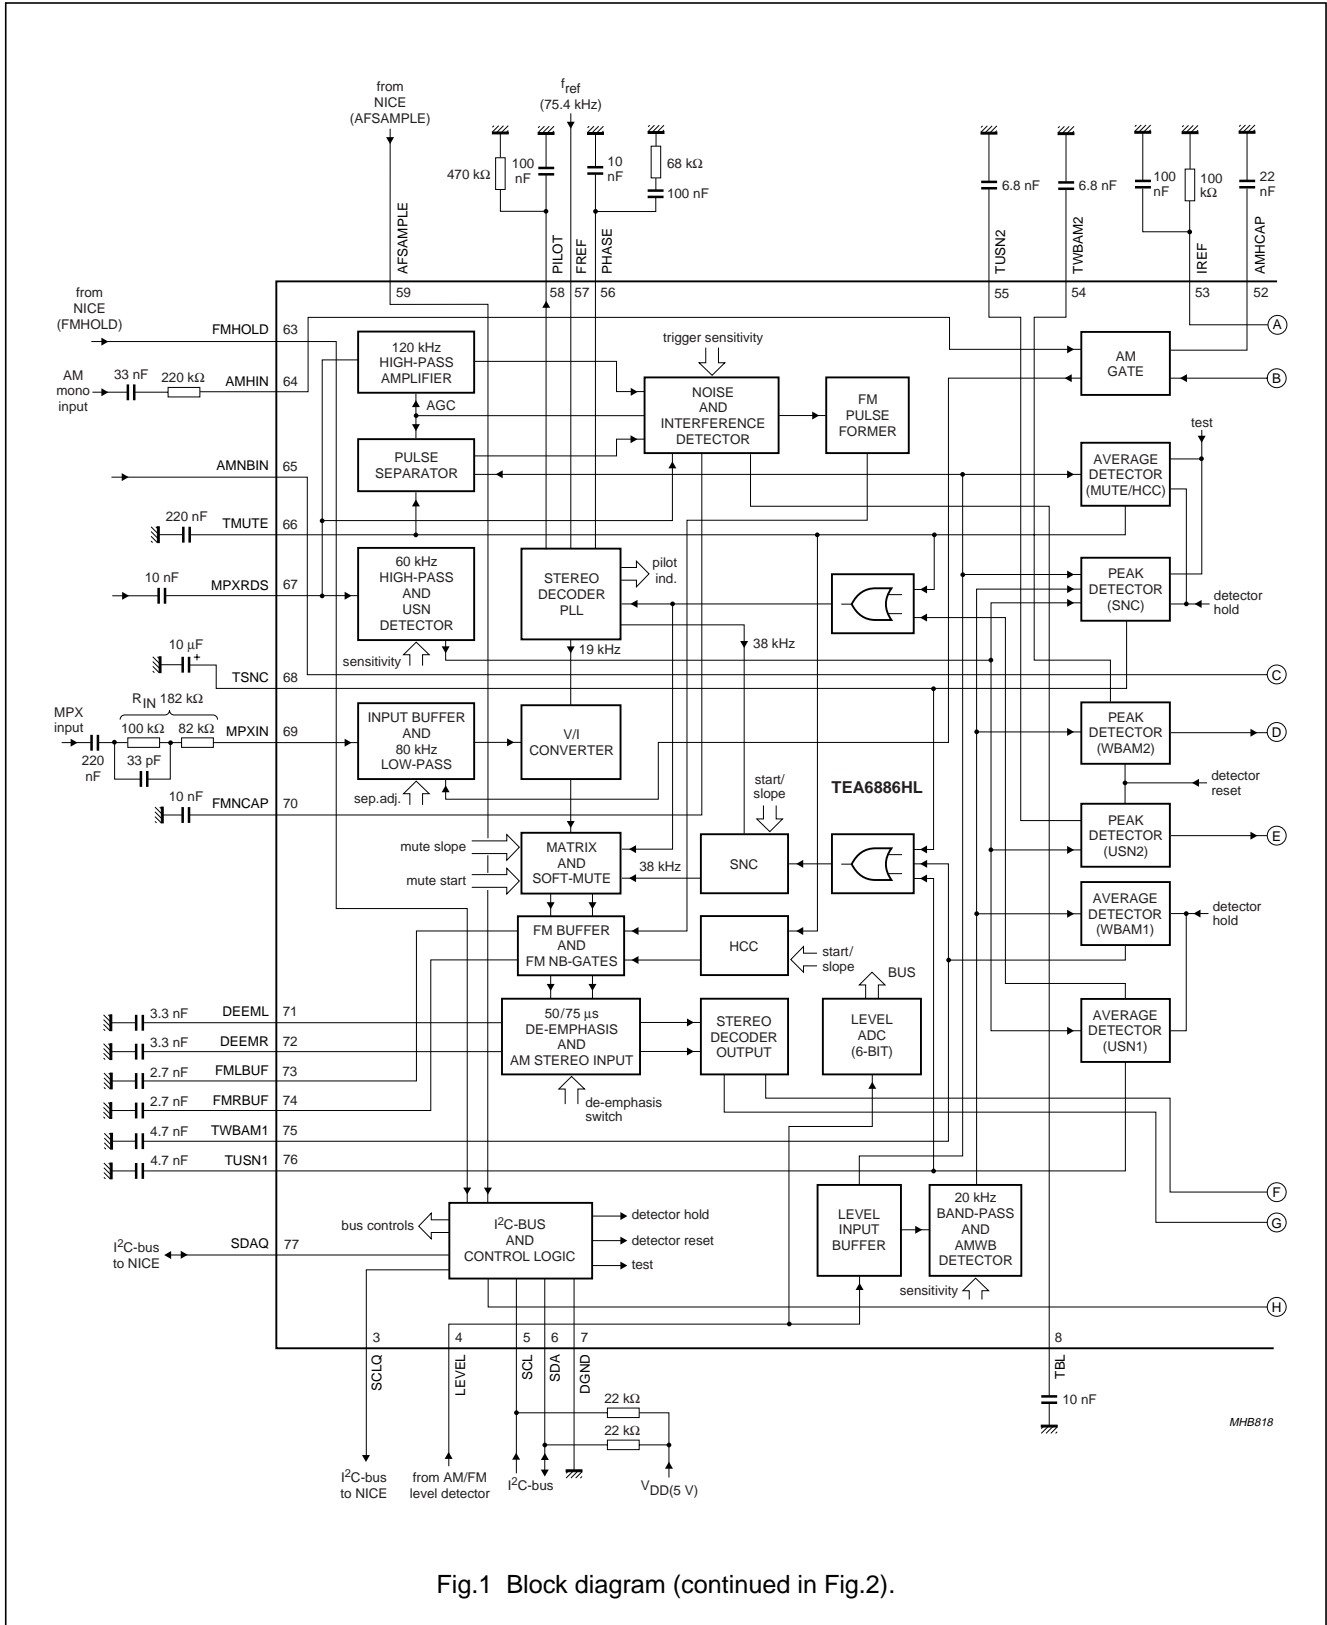 from
NICE
(AFSAMPLE)
fref
(75.4 kHz)
470 kΩ
100
nF
10
nF
68 kΩ
100 nF
6.8 nF
6.8 nF
100
nF
100
kΩ
22
nF
AFSAMPLE
PILOT
FREF
PHASE
TUSN2
TWBAM2
IREF
AMHCAP
59
58
57
56
55
54
53
52
from
NICE
(FMHOLD)
FMHOLD
63
A
AM
mono
input
33 nF
220 kΩ
AMHIN
64
120 kHz
HIGH-PASS
AMPLIFIER
AGC
trigger sensitivity
NOISE
AND
INTERFERENCE
DETECTOR
FM
PULSE
FORMER
AM
GATE
B
test
PULSE
SEPARATOR
AVERAGE
DETECTOR
(MUTE/HCC)
AMNBIN
65
220 nF
TMUTE
66
10 nF
MPXRDS
67
60 kHz
HIGH-PASS
AND
USN
DETECTOR
sensitivity
STEREO
DECODER
PLL
pilot
ind.
19 kHz
38 kHz
PEAK
DETECTOR
(SNC)
detector
hold
10 μF
+
TSNC
68
C
MPX
input
RIN 182 kΩ
100 kΩ
82 kΩ
MPXIN
69
220
nF
33 pF
INPUT BUFFER
AND
80 kHz
LOW-PASS
sep.adj.
V/I
CONVERTER
PEAK
DETECTOR
(WBAM2)
D
detector
reset
10 nF
FMNCAP
70
start/
slope
TEA6886HL
PEAK
DETECTOR
(USN2)
E
mute slope
mute start
MATRIX
AND
SOFT-MUTE
38 kHz
SNC
AVERAGE
DETECTOR
(WBAM1)
detector
hold
FM BUFFER
AND
FM NB-GATES
HCC
start/
slope
BUS
3.3 nF
DEEML
71
3.3 nF
DEEMR
72
2.7 nF
FMLBUF
73
2.7 nF
FMRBUF
74
4.7 nF
TWBAM1
75
4.7 nF
TUSN1
76
50/75 μs
DE-EMPHASIS
AND
AM STEREO INPUT
de-emphasis
switch
STEREO
DECODER
OUTPUT
LEVEL
ADC
(6-BIT)
AVERAGE
DETECTOR
(USN1)
F
G
bus controls
I2C-BUS
AND
CONTROL LOGIC
detector hold
detector reset
test
LEVEL
INPUT
BUFFER
20 kHz
BAND-PASS
AND
AMWB
DETECTOR
sensitivity
I2C-bus
to NICE
SDAQ
77
H
3
4
5
6
7
8
SCLQ
LEVEL
SCL
SDA
DGND
TBL
22 kΩ
22 kΩ
10 nF
MHB818
I2C-bus
to NICE
from AM/FM
level detector
I2C-bus
VDD(5 V)
Fig.1 Block diagram (continued in Fig.2).